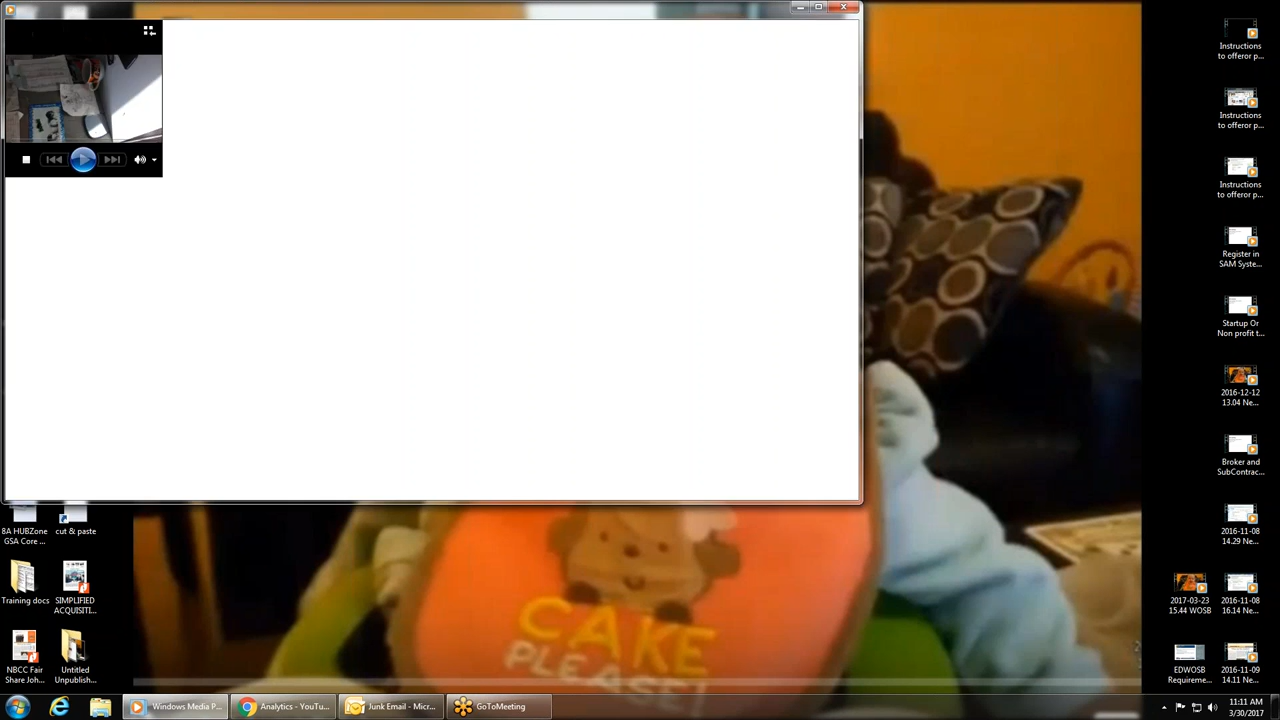 Instructions
to offeror p...
Instructions
to offeror p...
Instructions
to offeror p...
Register in
SAM Syste...
Startup Or
Non profit t...
2016-12-12
13.04 Ne...
Broker and
SubContrac...
2016-11-08
14.29 Ne...
8A HUBZone
GSA Core ...
cut & paste
Training docs
SIMPLIFIED
ACQUISITI...
2017-03-23
15.44 WOSB
2016-11-08
16.14 Ne...
NBCC Fair
Share Joh...
Untitled
Unpublish...
EDWOSB
Requireme...
2016-11-09
14.11 Ne...
CAKE
PLEASE!
Windows Media P...
Analytics - YouTu...
Junk Email - Micr...
GoToMeeting
11:11 AM
3/30/2017